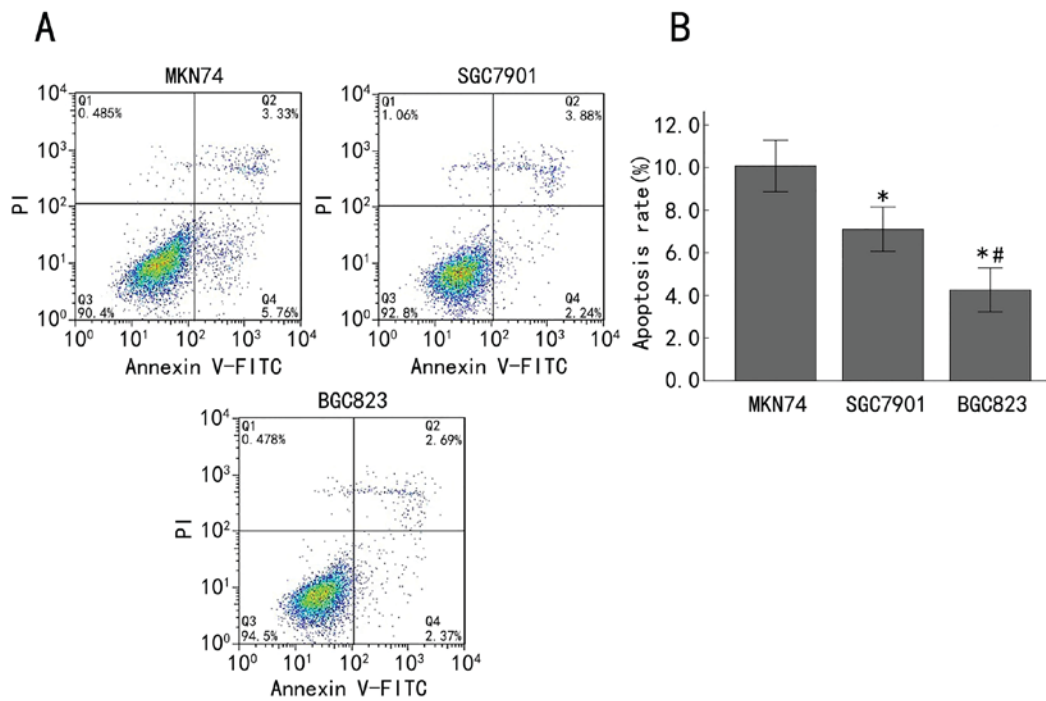 A
B
MKN74
SGC7901
10⁴
10³
10²
10¹
10⁰
PI
Q1
0.485%
Q2
3.33%
Q3
90.4%
Q4
5.76%
10⁰ 10¹ 10² 10³ 10⁴
Annexin V-FITC
10⁴
10³
10²
10¹
10⁰
PI
Q1
1.06%
Q2
3.88%
Q3
92.8%
Q4
2.24%
10⁰ 10¹ 10² 10³ 10⁴
Annexin V-FITC
BGC823
10⁴
10³
10²
10¹
10⁰
PI
Q1
0.478%
Q2
2.69%
Q3
94.5%
Q4
2.37%
10⁰ 10¹ 10² 10³ 10⁴
Annexin V-FITC
Apoptosis rate(%)
12.0
10.0
8.0
6.0
4.0
2.0
0.0
*
*#
MKN74 SGC7901 BGC823